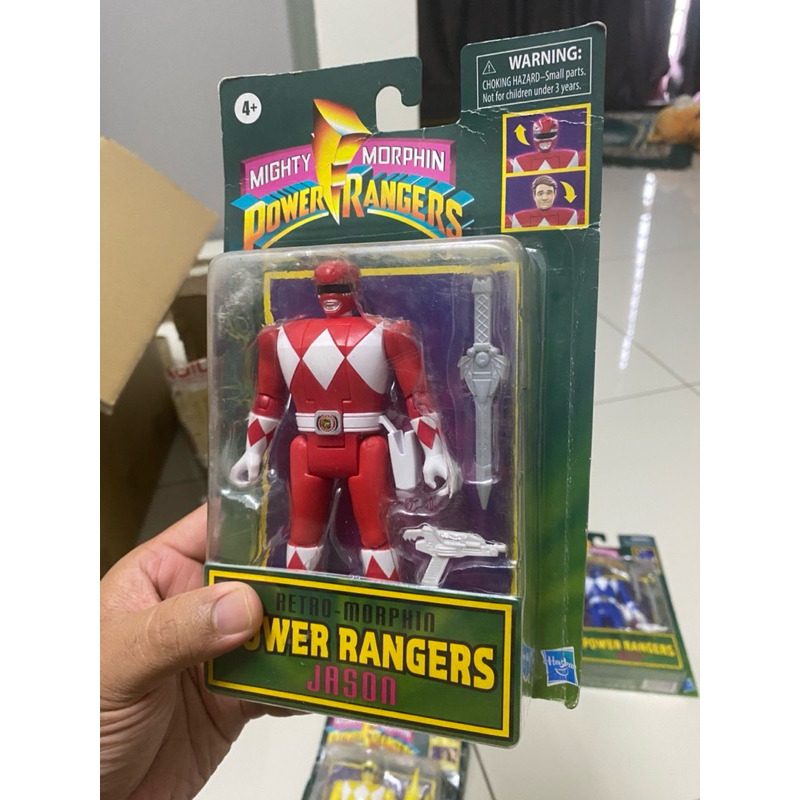 4+
WARNING:
CHOKING HAZARD–Small parts.
Not for children under 3 years.
MIGHTY MORPHIN
POWER RANGERS
RETRO-MORPHIN
OWER RANGERS
JASON
Hasbro
POWER RANGERS